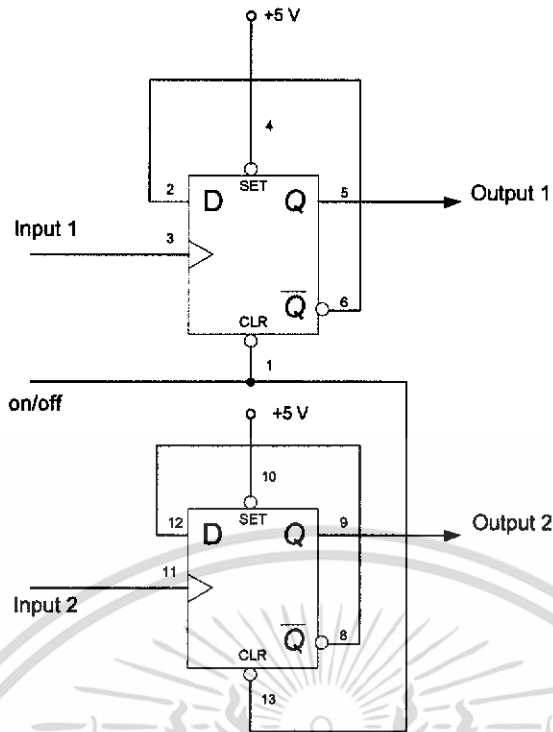 +5 V
4
2 D SET Q 5 Output 1
Input 1 3
Q 6
CLR
1
on/off
+5 V
10
12 D SET Q 9 Output 2
11
Input 2
Q 8
CLR
13